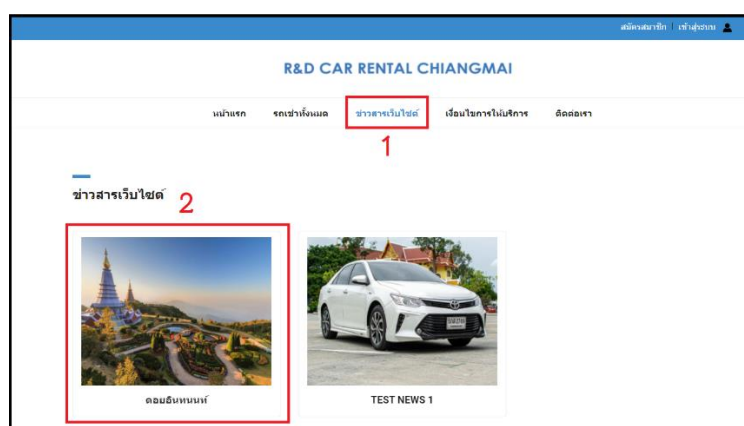 สมัครสมาชิก | เข้าสู่ระบบ
R&D CAR RENTAL CHIANGMAI
หน้าแรก รถเช่าทั้งหมด ข่าวสารเว็บไซต์ เงื่อนไขการให้บริการ ติดต่อเรา
1
ข่าวสารเว็บไซต์ 2
ดอยอินทนนท์ TEST NEWS 1